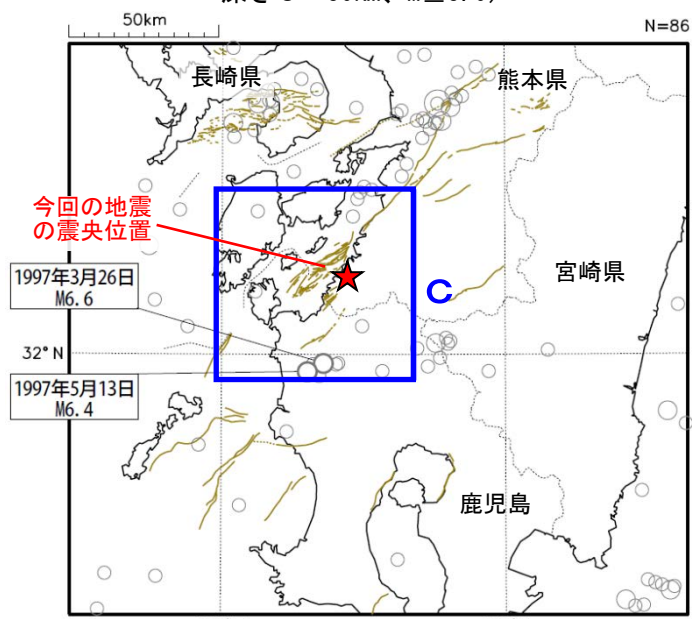 50km
N=86
長崎県
熊本県
今回の地震
の震央位置
宮崎県
1997年3月26日
M6.6
C
32°N
1997年5月13日
M6.4
鹿児島